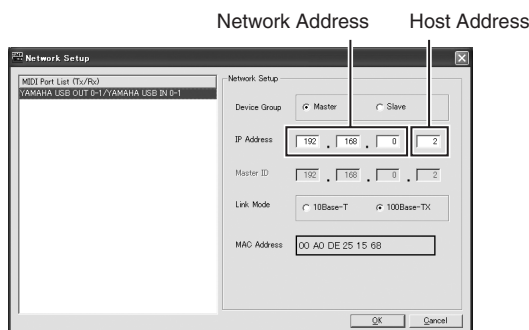 Network Address Host Address
Network Setup
MIDI Port List (Tx/Rx)
YAMAHA USB OUT 0-1/YAMAHA USB IN 0-1
Network Setup
Device Group Master Slave
IP Address 192 . 168 . 0 . 2
Master ID 192 . 168 . 0 . 2
Link Mode 10Base-T 100Base-TX
MAC Address 00 A0 DE 25 15 68
OK Cancel